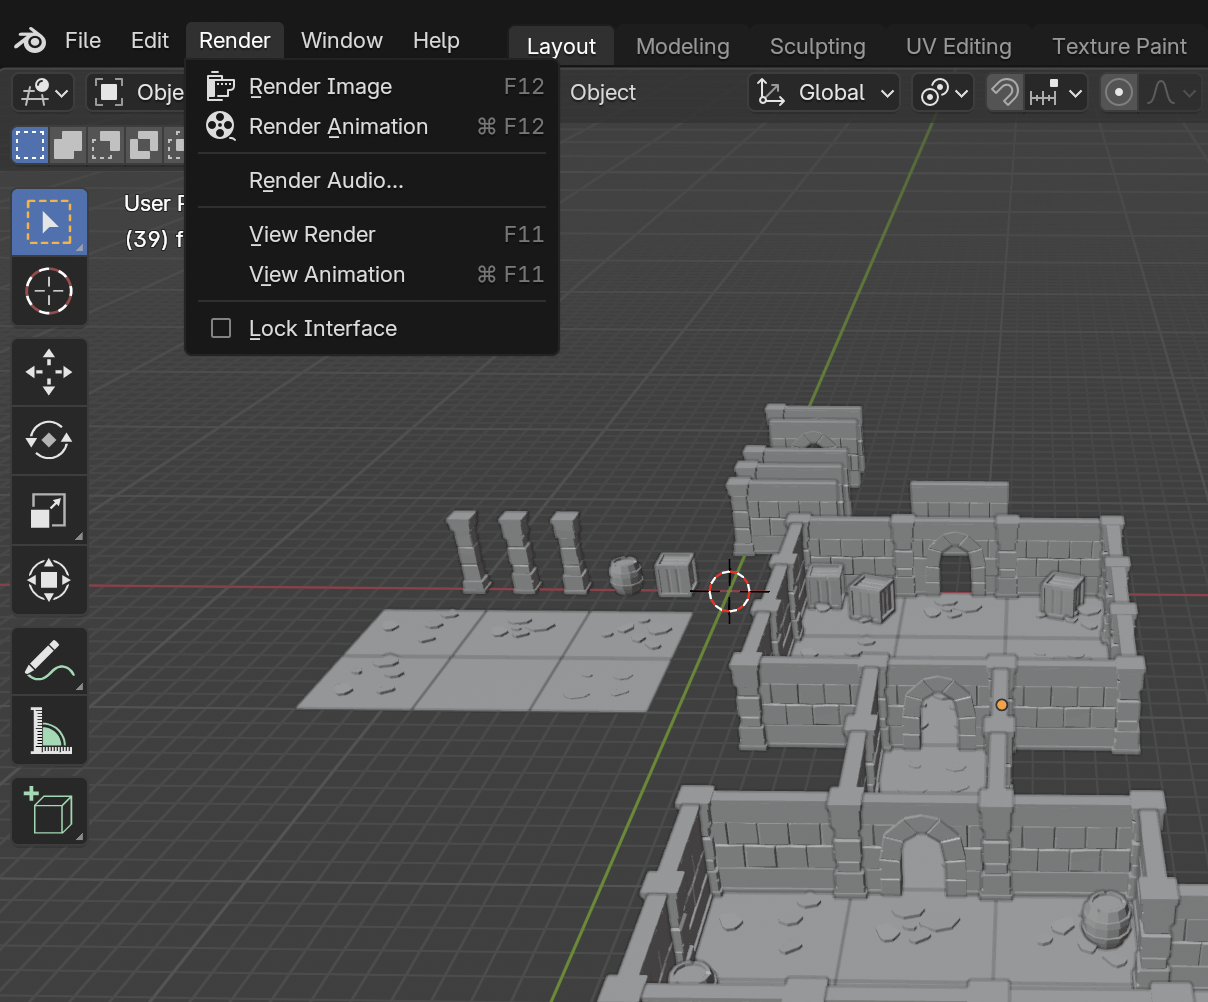 File Edit Render Window Help Layout Modeling Sculpting UV Editing Texture Paint
Obje Object Global
Render Image F12
Render Animation ⌘ F12
Render Audio...
View Render F11
View Animation ⌘ F11
Lock Interface
User
(39) f